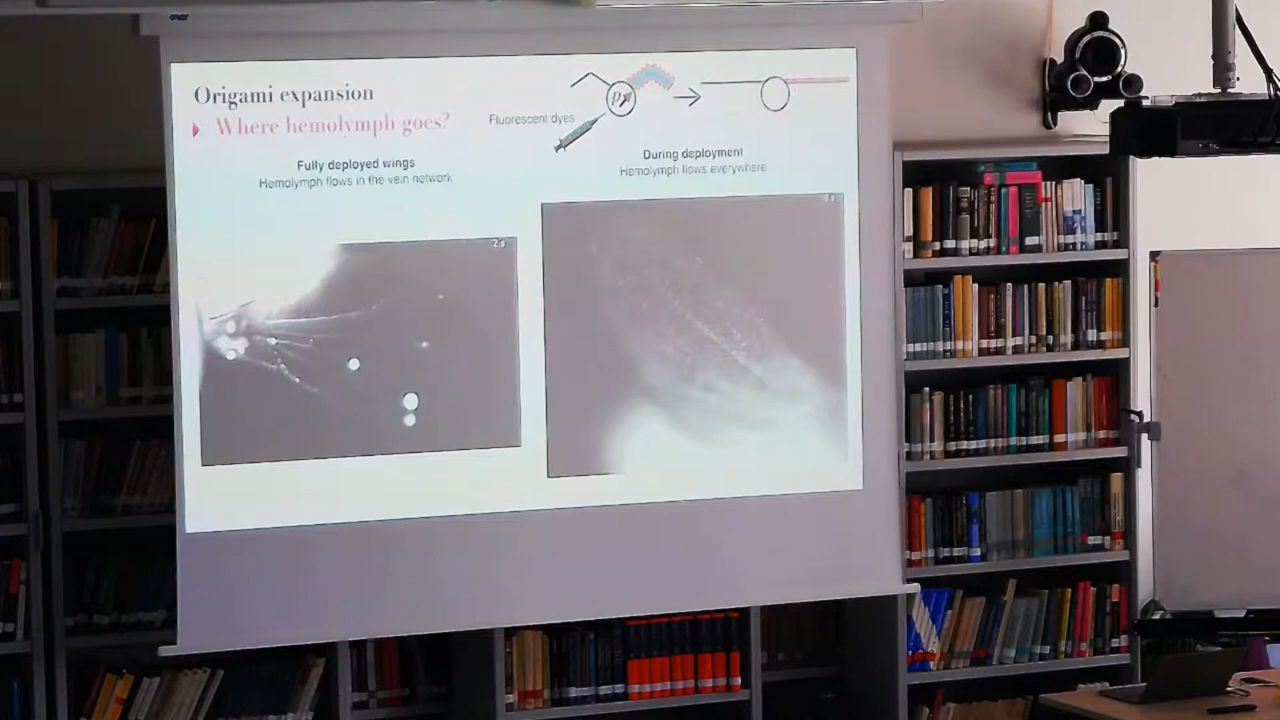 Origami expansion
Where hemolymph goes?
Fluorescent dyes
p
Fully deployed wings
Hemolymph flows in the vein network
During deployment
Hemolymph flows everywhere
2 s